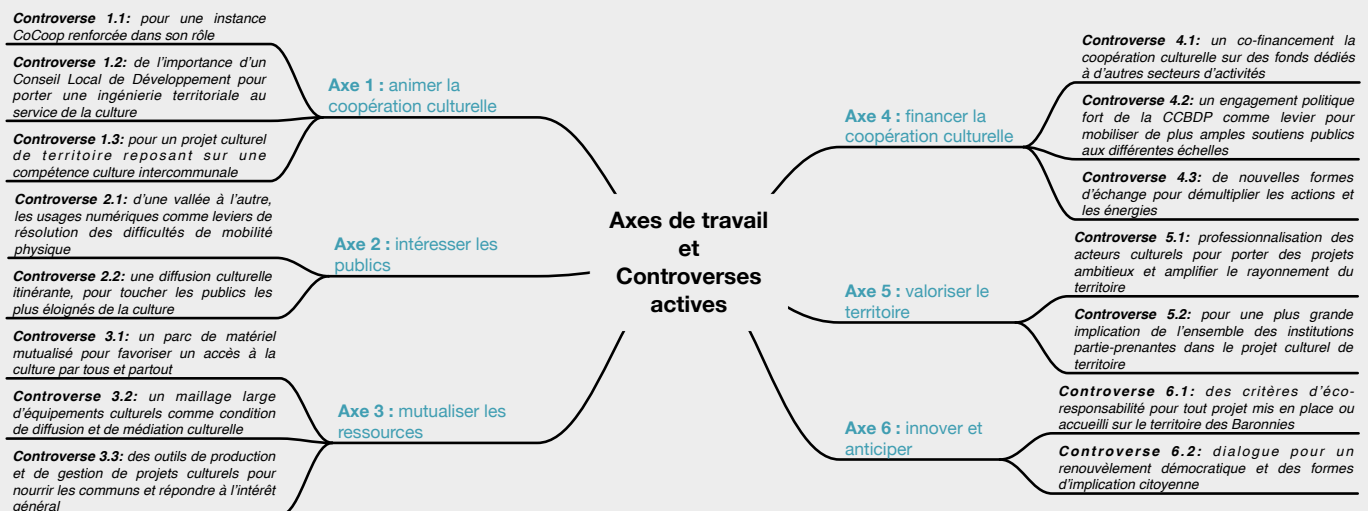 Controverse 1.1: pour une instance
CoCoop renforcée dans son rôle
Controverse 1.2: de l'importance d'un
Conseil Local de Développement pour
porter une ingénierie territoriale au
service de la culture
Controverse 1.3: pour un projet culturel
de territoire reposant sur une
compétence culture intercommunale
Axe 1 : animer la
coopération culturelle
Controverse 2.1: d'une vallée à l'autre,
les usages numériques comme leviers de
résolution des difficultés de mobilité
physique
Controverse 2.2: une diffusion culturelle
itinérante, pour toucher les publics les
plus éloignés de la culture
Axe 2 : intéresser les
publics
Controverse 3.1: un parc de matériel
mutualisé pour favoriser un accès à la
culture par tous et partout
Controverse 3.2: un maillage large
d'équipements culturels comme condition
de diffusion et de médiation culturelle
Controverse 3.3: des outils de production
et de gestion de projets culturels pour
nourrir les communs et répondre à l'intérêt
général
Axe 3 : mutualiser les
ressources
Axes de travail
et
Controverses
actives
Axe 4 : financer la
coopération culturelle
Controverse 4.1: un co-financement la
coopération culturelle sur des fonds dédiés
à d'autres secteurs d'activités
Controverse 4.2: un engagement politique
fort de la CCBDP comme levier pour
mobiliser de plus amples soutiens publics
aux différentes échelles
Controverse 4.3: de nouvelles formes
d'échange pour démultiplier les actions et
les énergies
Axe 5 : valoriser le
territoire
Controverse 5.1: professionnalisation des
acteurs culturels pour porter des projets
ambitieux et amplifier le rayonnement du
territoire
Controverse 5.2: pour une plus grande
implication de l'ensemble des institutions
partie-prenantes dans le projet culturel de
territoire
Axe 6 : innover et
anticiper
Controverse 6.1: des critères d'éco-
responsabilité pour tout projet mis en place ou
accueilli sur le territoire des Baronnies
Controverse 6.2: dialogue pour un
renouvèlement démocratique et des formes
d'implication citoyenne